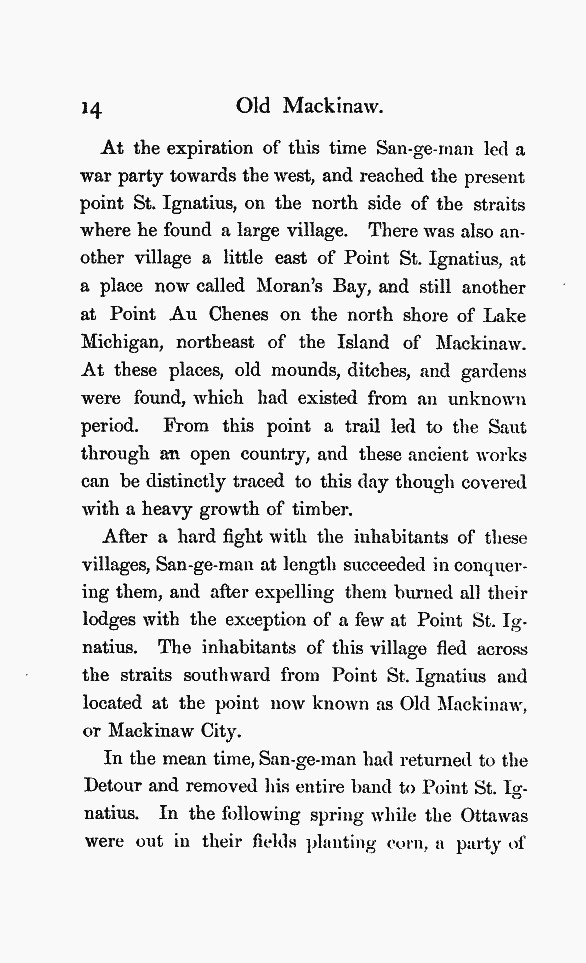 14 Old Mackinaw.
At the expiration of this time San-ge-man led a
war party towards the west, and reached the present
point St. Ignatius, on the north side of the straits
where he found a large village. There was also an-
other village a little east of Point St. Ignatius, at
a place now called Moran's Bay, and still another
at Point Au Chenes on the north shore of Lake
Michigan, northeast of the Island of Mackinaw.
At these places, old mounds, ditches, and gardens
were found, which had existed from an unknown
period. From this point a trail led to the Saut
through an open country, and these ancient works
can be distinctly traced to this day though covered
with a heavy growth of timber.
After a hard fight with the inhabitants of these
villages, San-ge-man at length succeeded in conquer-
ing them, and after expelling them burned all their
lodges with the exception of a few at Point St. Ig-
natius. The inhabitants of this village fled across
the straits southward from Point St. Ignatius and
located at the point now known as Old Mackinaw,
or Mackinaw City.
In the mean time, San-ge-man had returned to the
Detour and removed his entire band to Point St. Ig-
natius. In the following spring while the Ottawas
were out in their fields planting corn, a party of